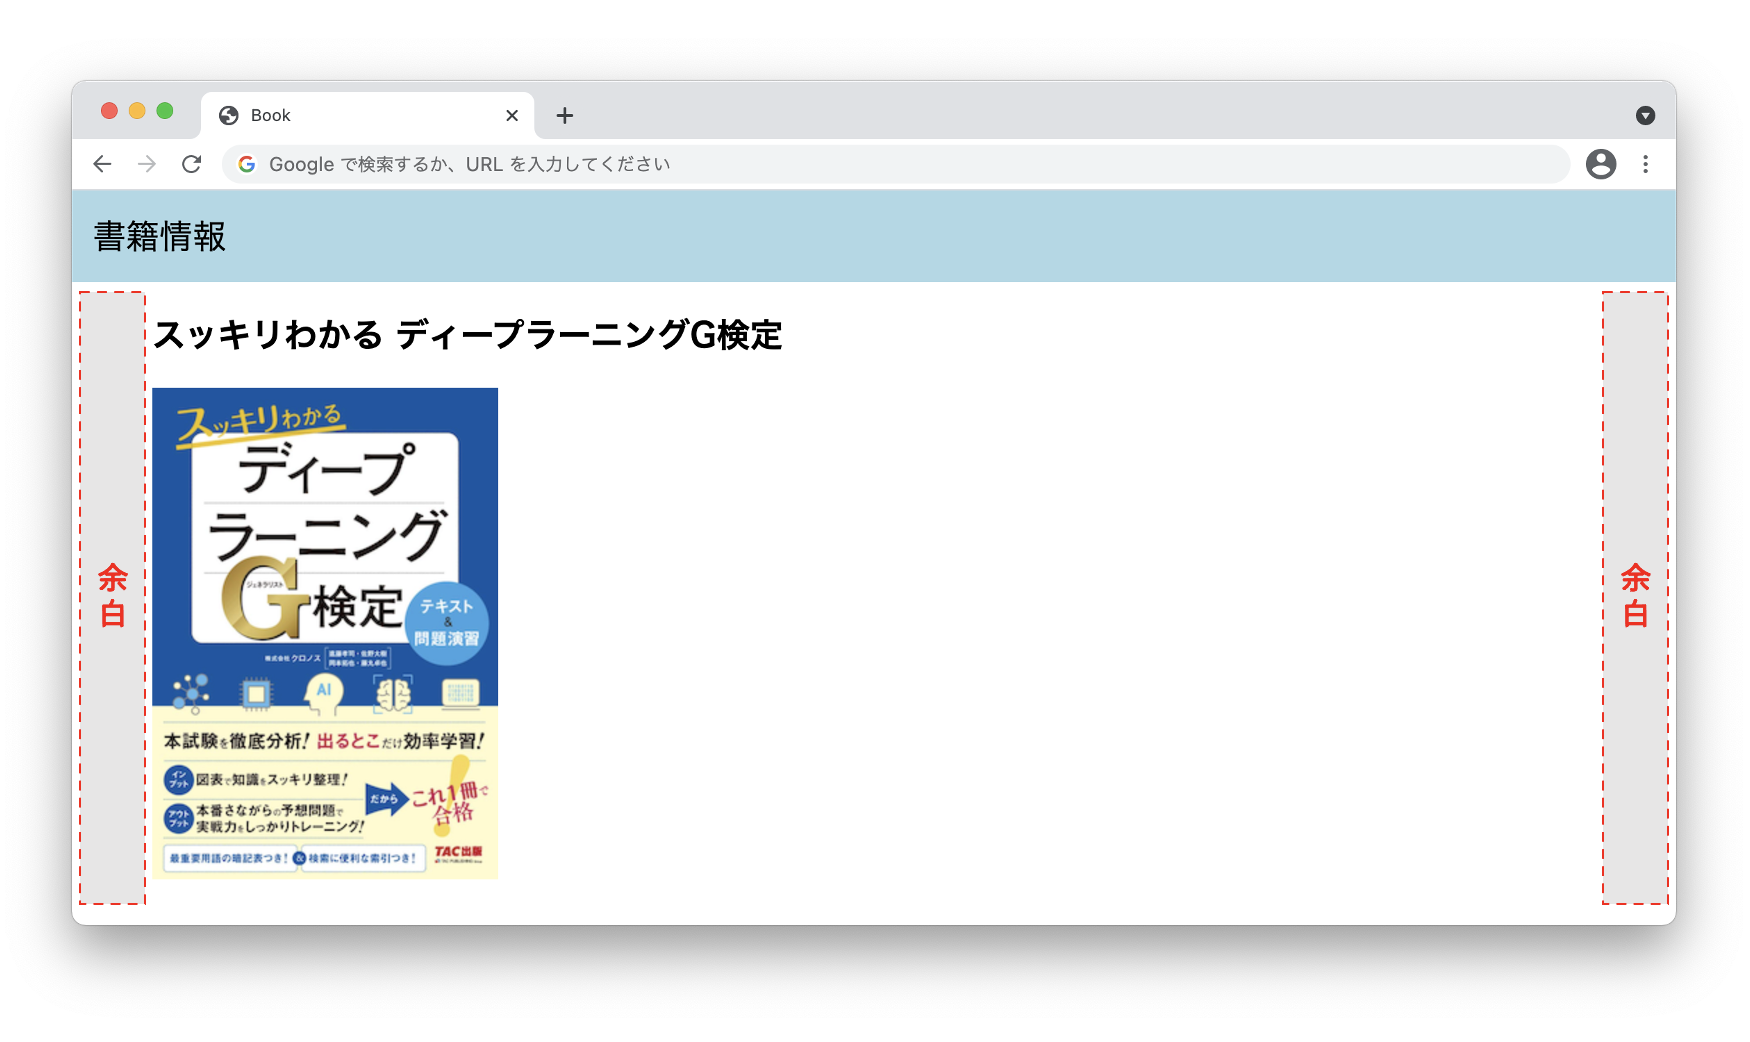 Book
Google で検索するか、URL を入力してください
書籍情報
スッキリわかる ディープラーニングG検定
余白
余白
スッキリわかる
ディープ
ラーニング
ジェネラリスト
G検定
テキスト
&
問題演習
株式会社クロノス
進藤孝司・佐野大樹
AI
本試験を徹底分析! 出るとこだけ効率学習!
インプット
図表で知識をスッキリ整理!
アウトプット
本番さながらの予想問題で
実戦力をしっかりトレーニング!
だから
これ1冊で
合格
最重要用語の暗記表つき! & 検索に便利な索引つき!
TAC出版